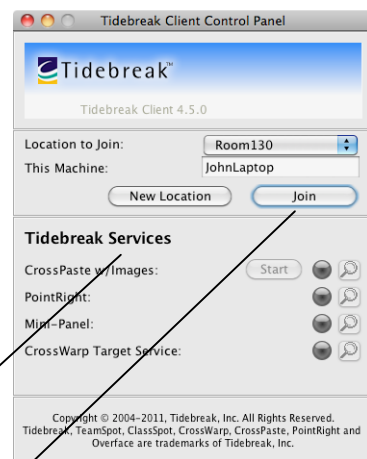 Tidebreak Client Control Panel
Tidebreak™
Tidebreak Client 4.5.0
Location to Join: Room130
This Machine: JohnLaptop
New Location Join
Tidebreak Services
CrossPaste w/Images: Start
PointRight:
Mini-Panel:
CrossWarp Target Service:
Copyright © 2004-2011, Tidebreak, Inc. All Rights Reserved.
Tidebreak, TeamSpot, ClassSpot, CrossWarp, CrossPaste, PointRight and
Overface are trademarks of Tidebreak, Inc.